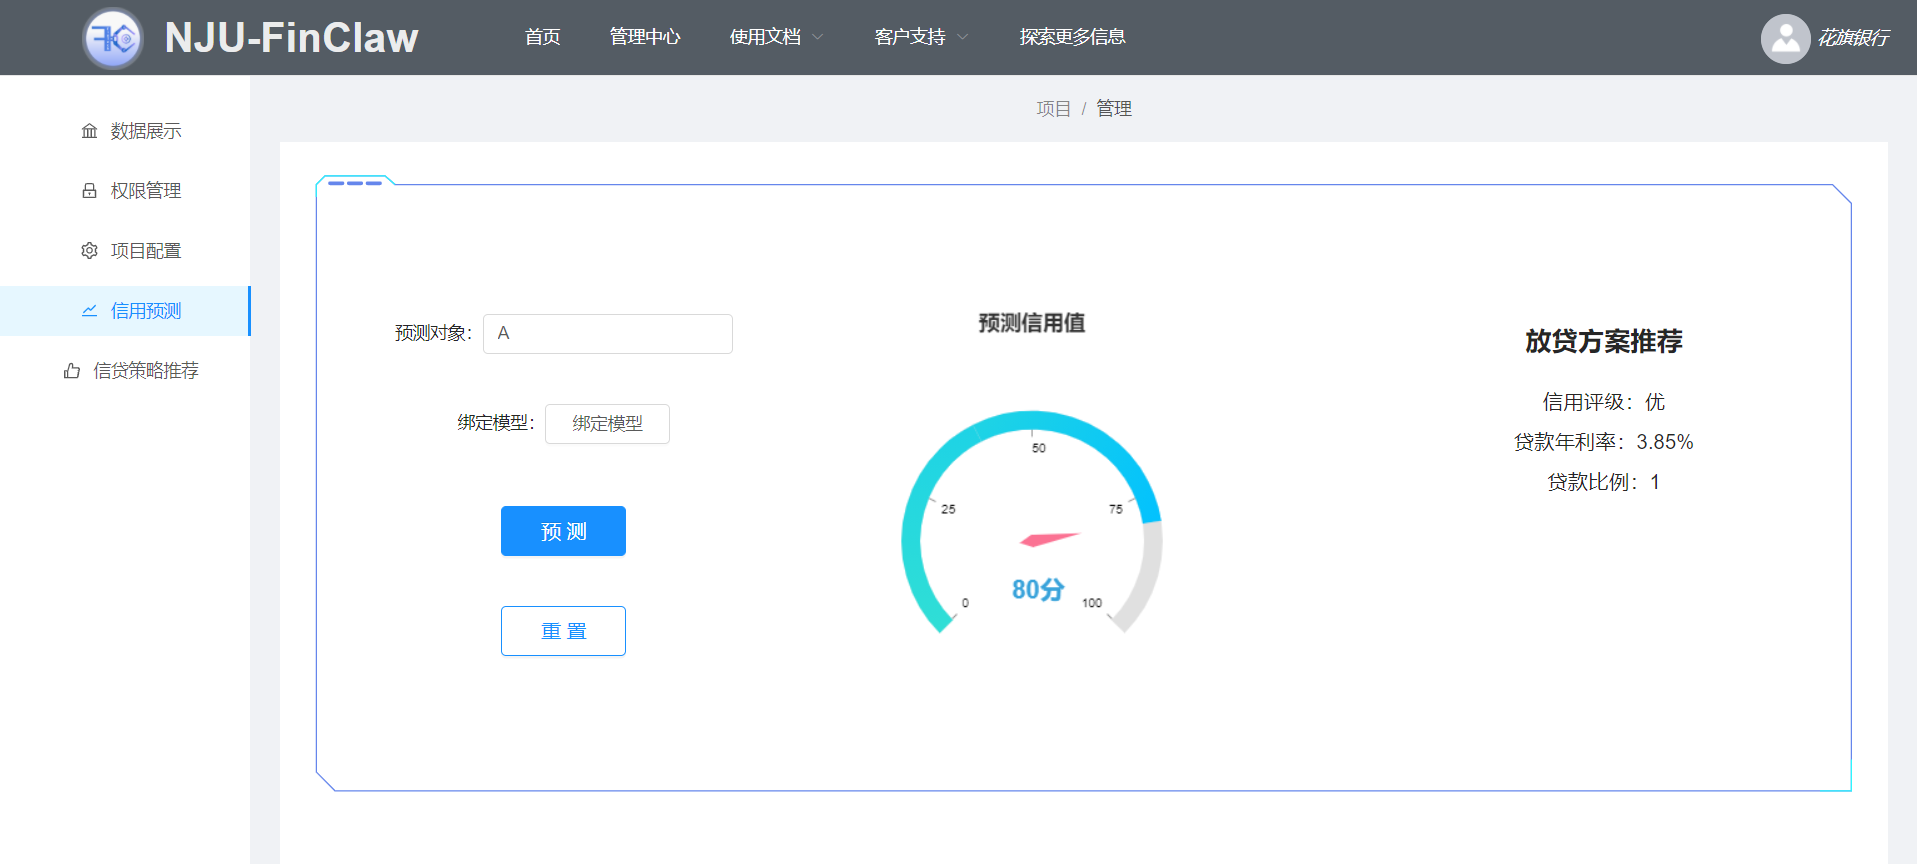 NJU-FinClaw
首页
管理中心
使用文档
客户支持
探索更多信息
花旗银行
数据展示
权限管理
项目配置
信用预测
信贷策略推荐
项目 / 管理
预测对象： A
绑定模型： 绑定模型
预 测
重 置
预测信用值
50
25
75
0
100
80分
放贷方案推荐
信用评级：优
贷款年利率：3.85%
贷款比例：1